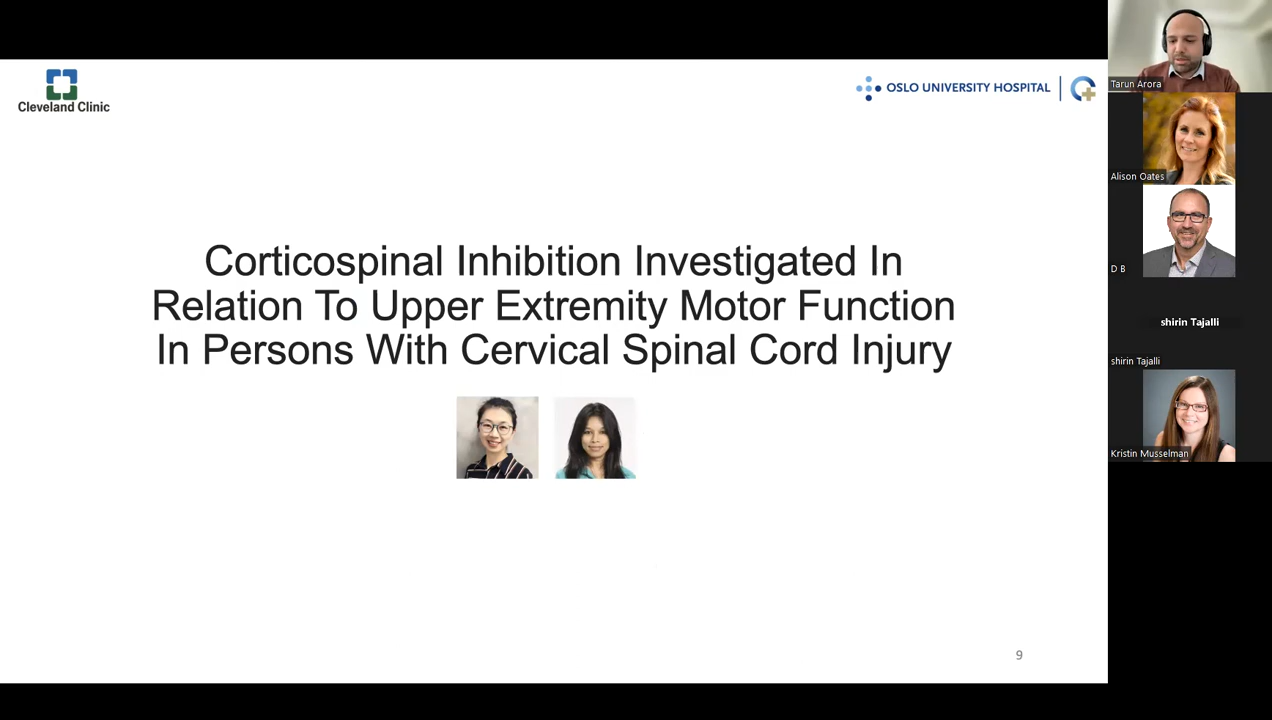 Cleveland Clinic
OSLO UNIVERSITY HOSPITAL
Corticospinal Inhibition Investigated In
Relation To Upper Extremity Motor Function
In Persons With Cervical Spinal Cord Injury
9
Tarun Arora
Alison Oates
D B
shirin Tajalli
shirin Tajalli
Kristin Musselman